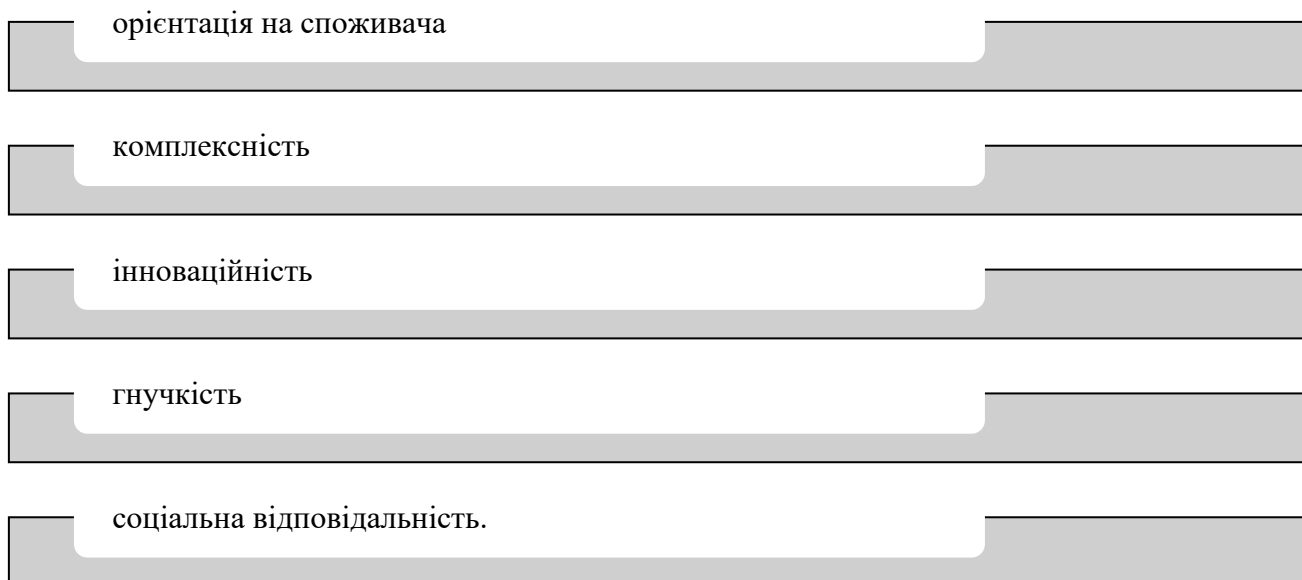 орієнтація на споживача
комплексність
інноваційність
гнучкість
соціальна відповідальність.